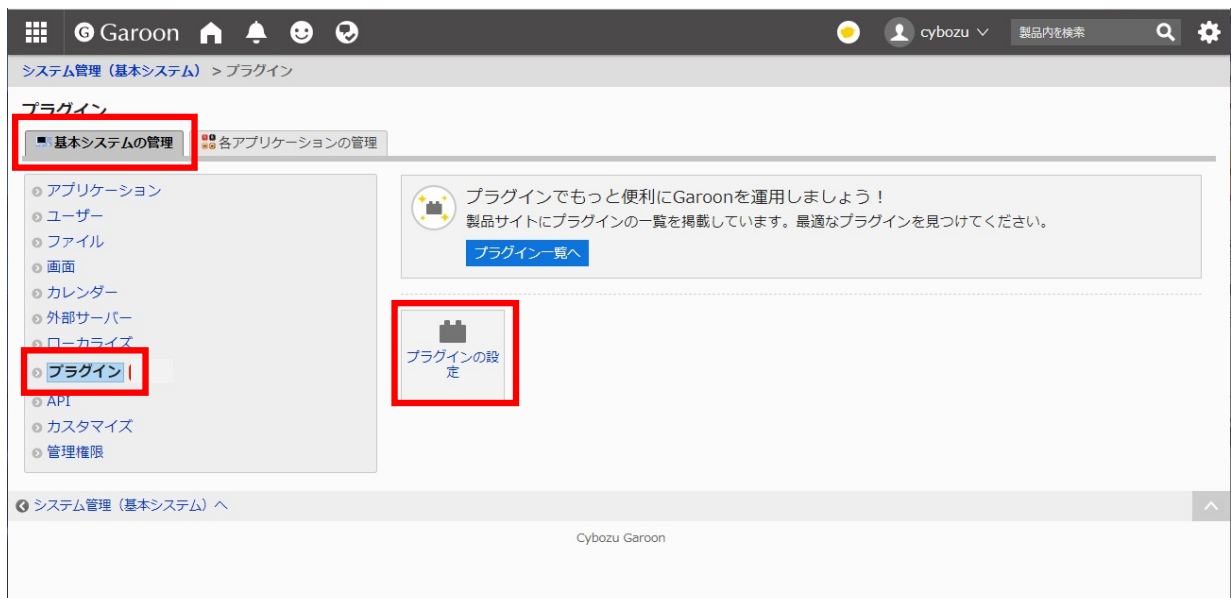 Garoon
cybozu
製品内を検索
システム管理（基本システム） > プラグイン
プラグイン
基本システムの管理
各アプリケーションの管理
アプリケーション
ユーザー
ファイル
画面
カレンダー
外部サーバー
ローカライズ
プラグイン
API
カスタマイズ
管理権限
プラグインでもっと便利にGaroonを運用しましょう！
製品サイトにプラグインの一覧を掲載しています。最適なプラグインを見つけてください。
プラグイン一覧へ
プラグインの設
定
システム管理（基本システム）へ
Cybozu Garoon